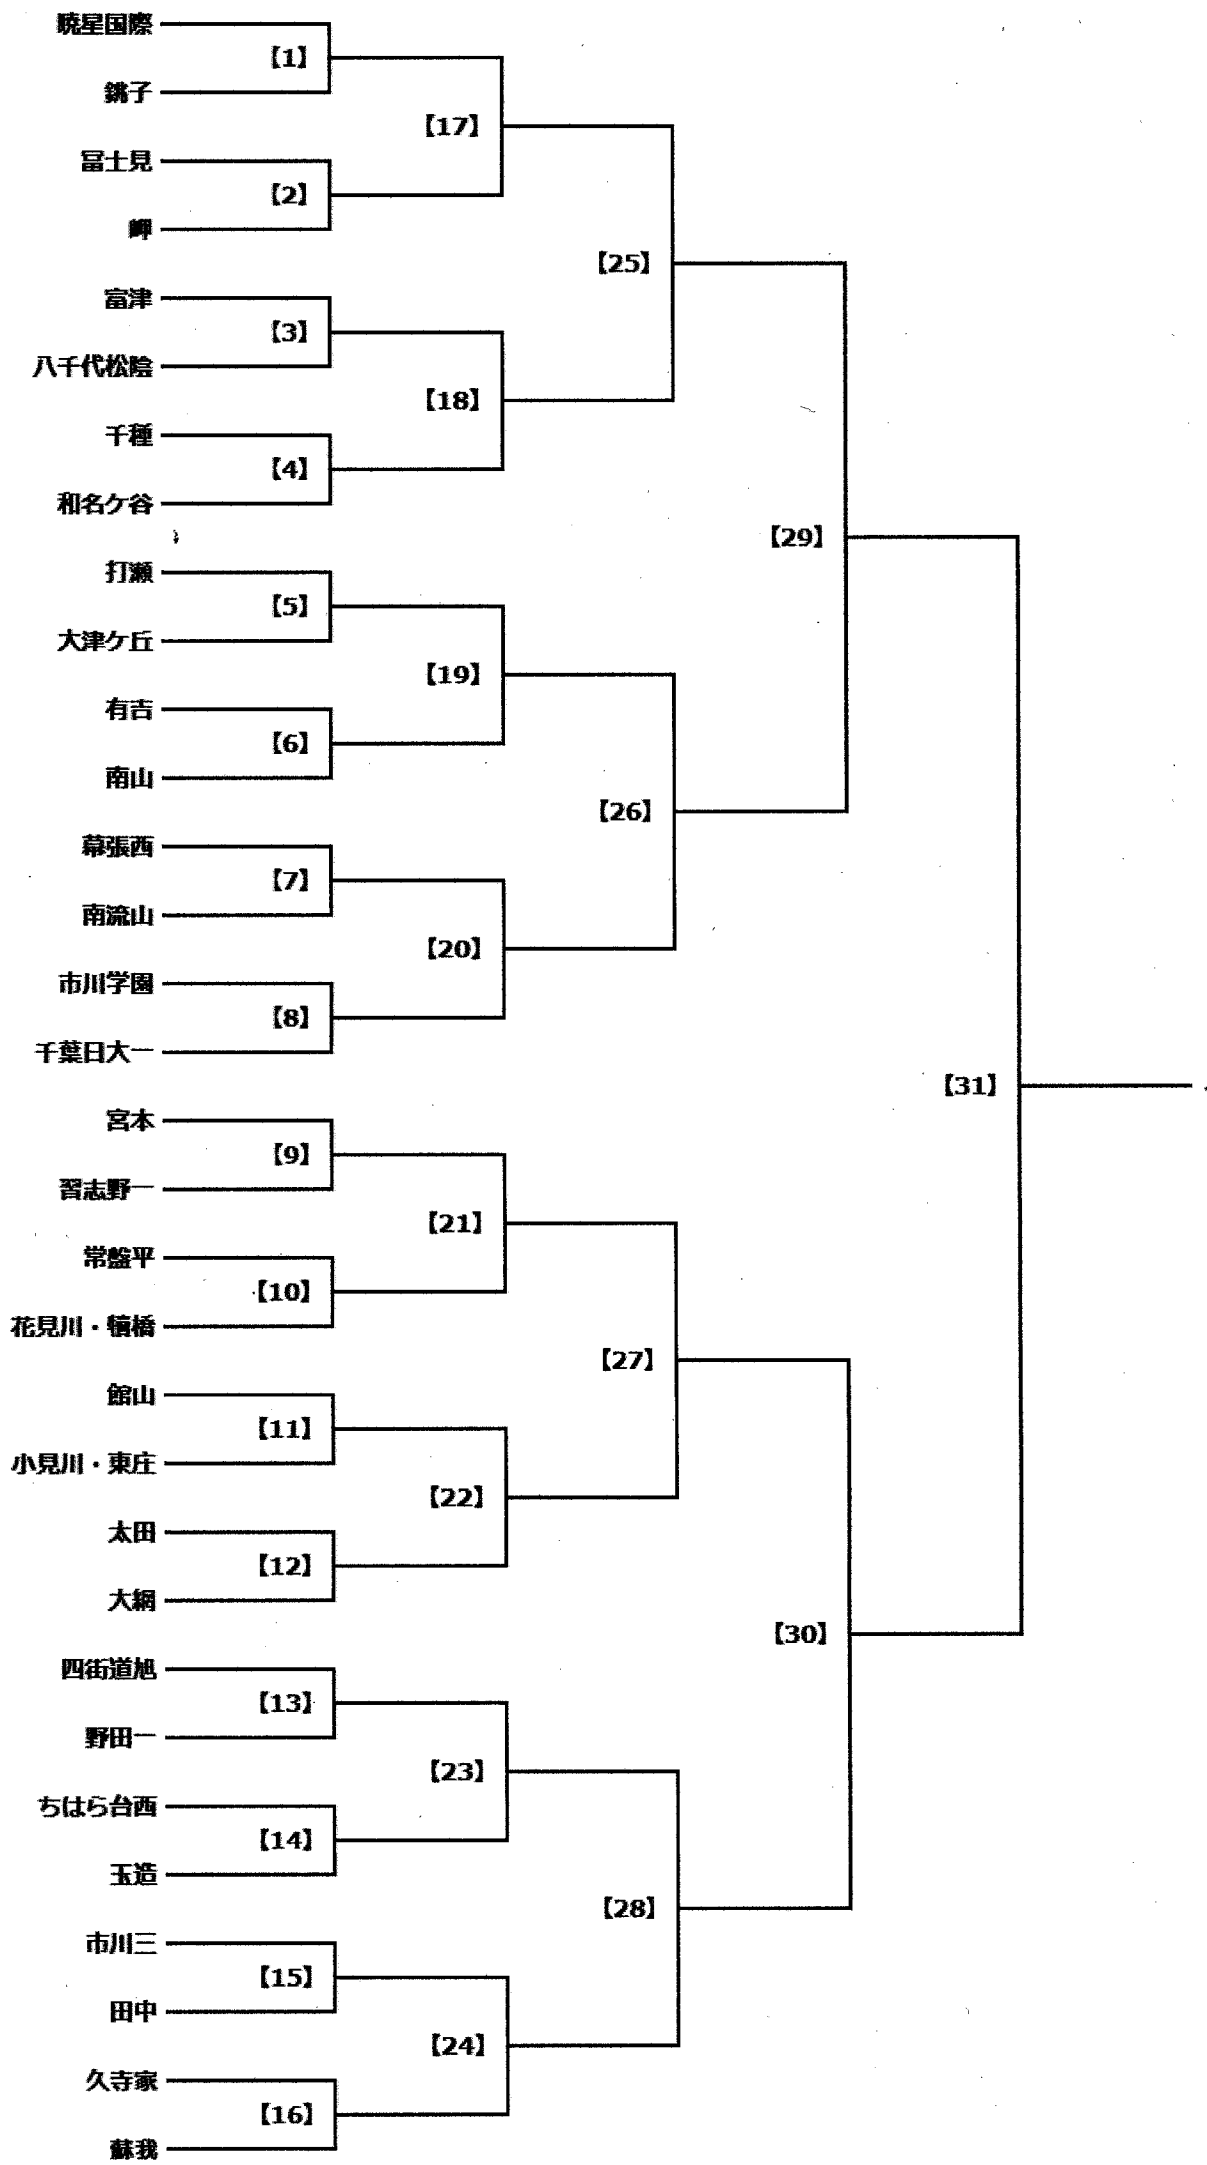 暁星国際
【1】
銚子
【17】
冨士見
【2】
岬
【25】
富津
【3】
八千代松陰
【18】
千種
【4】
和名ケ谷
【29】
打瀬
【5】
大津ケ丘
【19】
有吉
【6】
南山
【26】
幕張西
【7】
南流山
【20】
市川学園
【8】
千葉日大一
【31】
宮本
【9】
習志野一
【21】
常盤平
【10】
花見川・犢橋
【27】
館山
【11】
小見川・東庄
【22】
太田
【12】
大網
【30】
四街道旭
【13】
野田一
【23】
ちはら台西
【14】
玉造
【28】
市川三
【15】
田中
【24】
久寺家
【16】
蘇我